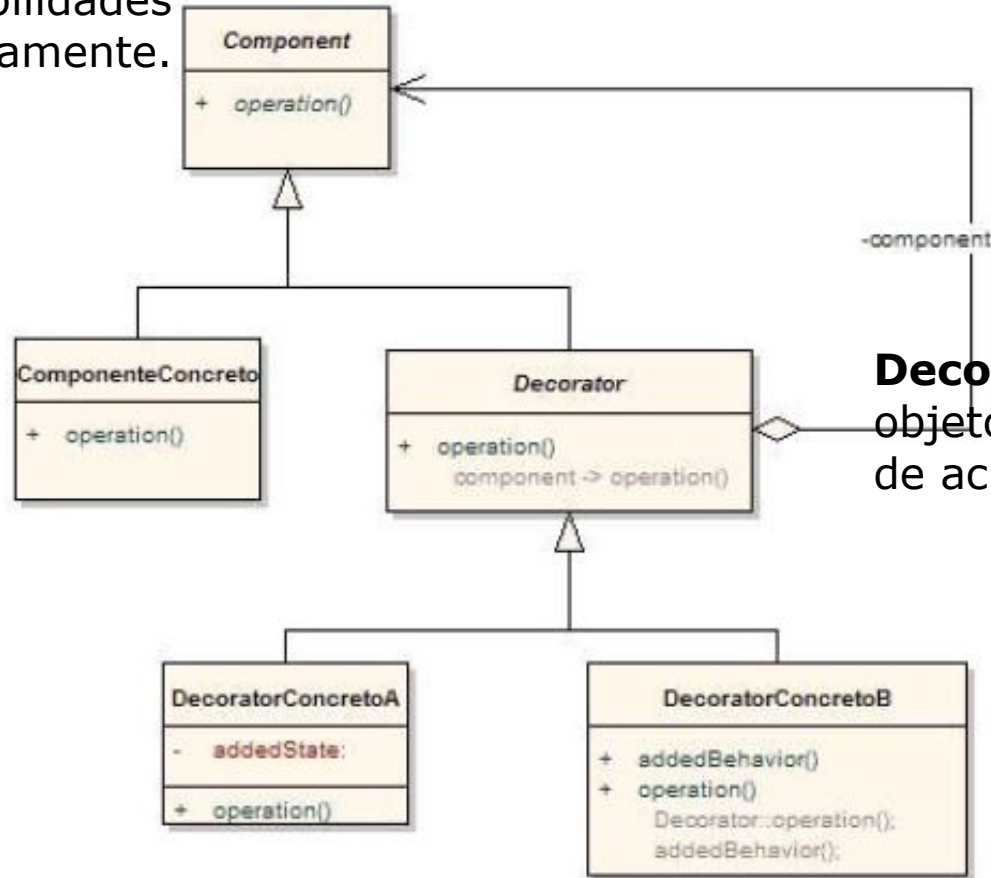 amente.
Component
+ operation()
-component
ComponenteConcreto
+ operation()
Decorator
+ operation()
component -> operation()
Deco
objeto
de ac
DecoratorConcretoA
- addedState:
+ operation()
DecoratorConcretoB
+ addedBehavior()
+ operation()
Decorator::operation();
addedBehavior();